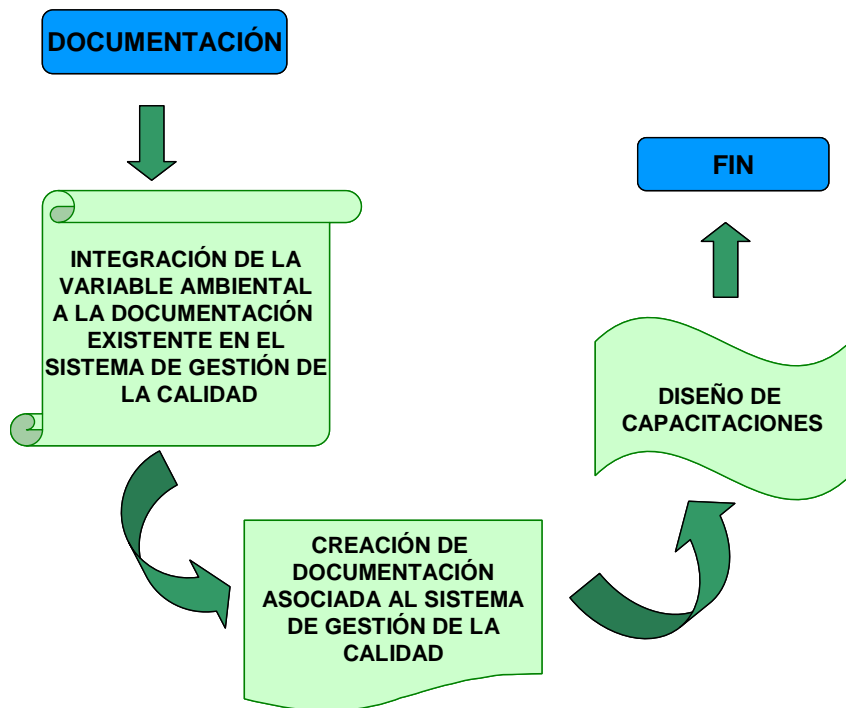 DOCUMENTACIÓN
INTEGRACIÓN DE LA
VARIABLE AMBIENTAL
A LA DOCUMENTACIÓN
EXISTENTE EN EL
SISTEMA DE GESTIÓN DE
LA CALIDAD
CREACIÓN DE
DOCUMENTACIÓN
ASOCIADA AL SISTEMA
DE GESTIÓN DE LA
CALIDAD
DISEÑO DE
CAPACITACIONES
FIN